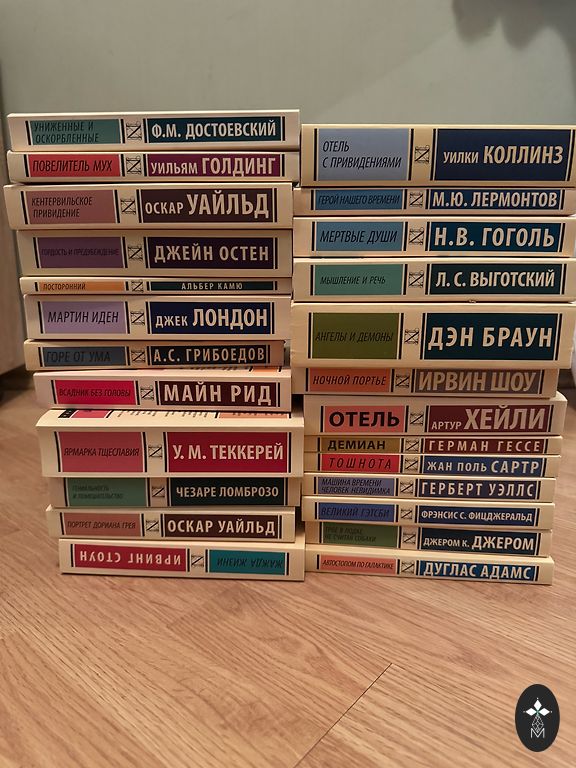 УНИЖЕННЫЕ И
ОСКОРБЛЕННЫЕ
Ф.М. ДОСТОЕВСКИЙ
ПОВЕЛИТЕЛЬ МУХ
УИЛЬЯМ ГОЛДИНГ
КЕНТЕРВИЛЬСКОЕ
ПРИВИДЕНИЕ
ОСКАР УАЙЛЬД
ГОРДОСТЬ И ПРЕДУБЕЖДЕНИЕ
ДЖЕЙН ОСТЕН
ПОСТОРОННИЙ
АЛЬБЕР КАМЮ
МАРТИН ИДЕН
ДЖЕК ЛОНДОН
ГОРЕ ОТ УМА
А.С. ГРИБОЕДОВ
ВСАДНИК БЕЗ ГОЛОВЫ
МАЙН РИД
ЯРМАРКА ТЩЕСЛАВИЯ
У. М. ТЕККЕРЕЙ
ГЕНИАЛЬНОСТЬ
И ПОМЕШАТЕЛЬСТВО
ЧЕЗАРЕ ЛОМБРОЗО
ПОРТРЕТ ДОРИАНА ГРЕЯ
ОСКАР УАЙЛЬД
ЖАЖДА ЖИЗНИ
ИРВИНГ СТОУН
ОТЕЛЬ
С ПРИВИДЕНИЯМИ
УИЛКИ КОЛЛИНЗ
ГЕРОЙ НАШЕГО ВРЕМЕНИ
М.Ю. ЛЕРМОНТОВ
МЕРТВЫЕ ДУШИ
Н.В. ГОГОЛЬ
МЫШЛЕНИЕ И РЕЧЬ
Л. С. ВЫГОТСКИЙ
АНГЕЛЫ И ДЕМОНЫ
ДЭН БРАУН
НОЧНОЙ ПОРТЬЕ
ИРВИН ШОУ
ОТЕЛЬ
АРТУР ХЕЙЛИ
ДЕМИАН
ГЕРМАН ГЕССЕ
ТОШНОТА
ЖАН ПОЛЬ САРТР
МАШИНА ВРЕМЕНИ
ЧЕЛОВЕК-НЕВИДИМКА
ГЕРБЕРТ УЭЛЛС
ВЕЛИКИЙ ГЭТСБИ
ФРЭНСИС С. ФИЦДЖЕРАЛЬД
ТРОЕ В ЛОДКЕ
НЕ СЧИТАЯ СОБАКИ
ДЖЕРОМ К. ДЖЕРОМ
АВТОСТОПОМ ПО ГАЛАКТИКЕ
ДУГЛАС АДАМС
M